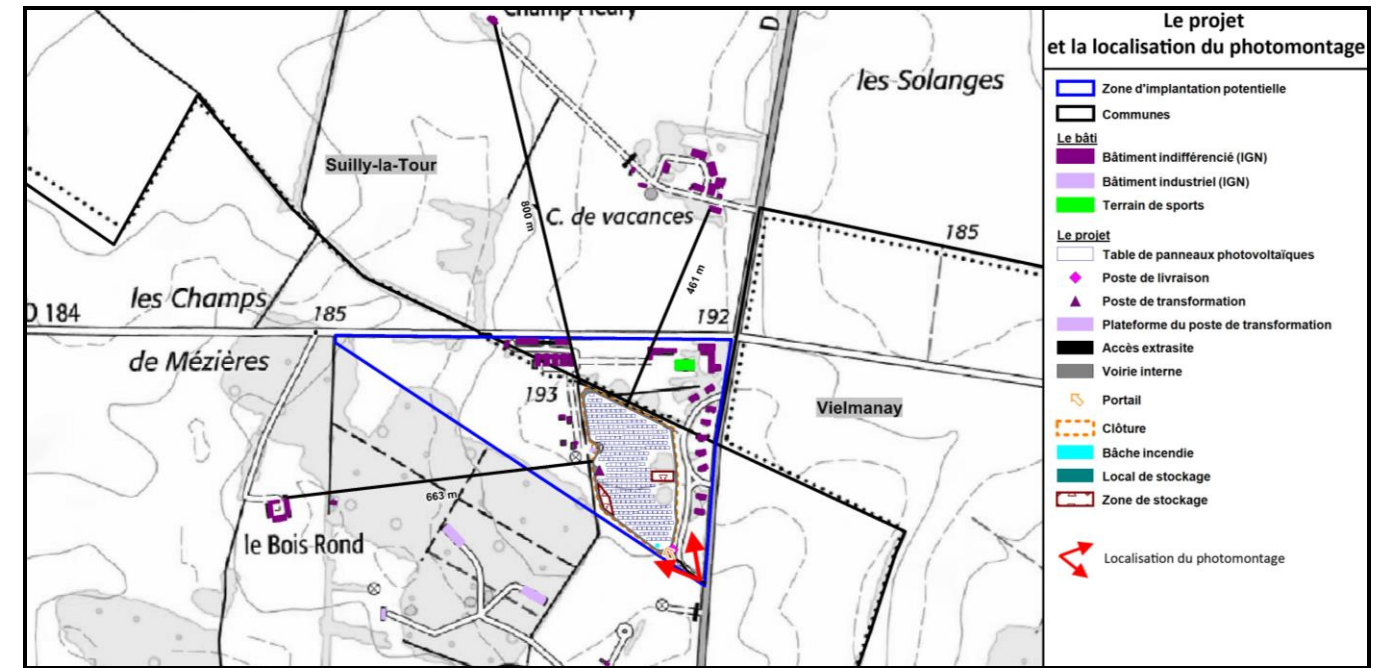 Champ Fleury
D
les Solanges
Suilly-la-Tour
800 m
C. de vacances
461 m
185
les Champs
D 184
185
192
de Mézières
193
Vielmanay
663 m
le Bois Rond
Le projet
et la localisation du photomontage
Zone d'implantation potentielle
Communes
Le bâti
Bâtiment indifférencié (IGN)
Bâtiment industriel (IGN)
Terrain de sports
Le projet
Table de panneaux photovoltaïques
Poste de livraison
Poste de transformation
Plateforme du poste de transformation
Accès extrasite
Voirie interne
Portail
Clôture
Bâche incendie
Local de stockage
Zone de stockage
Localisation du photomontage